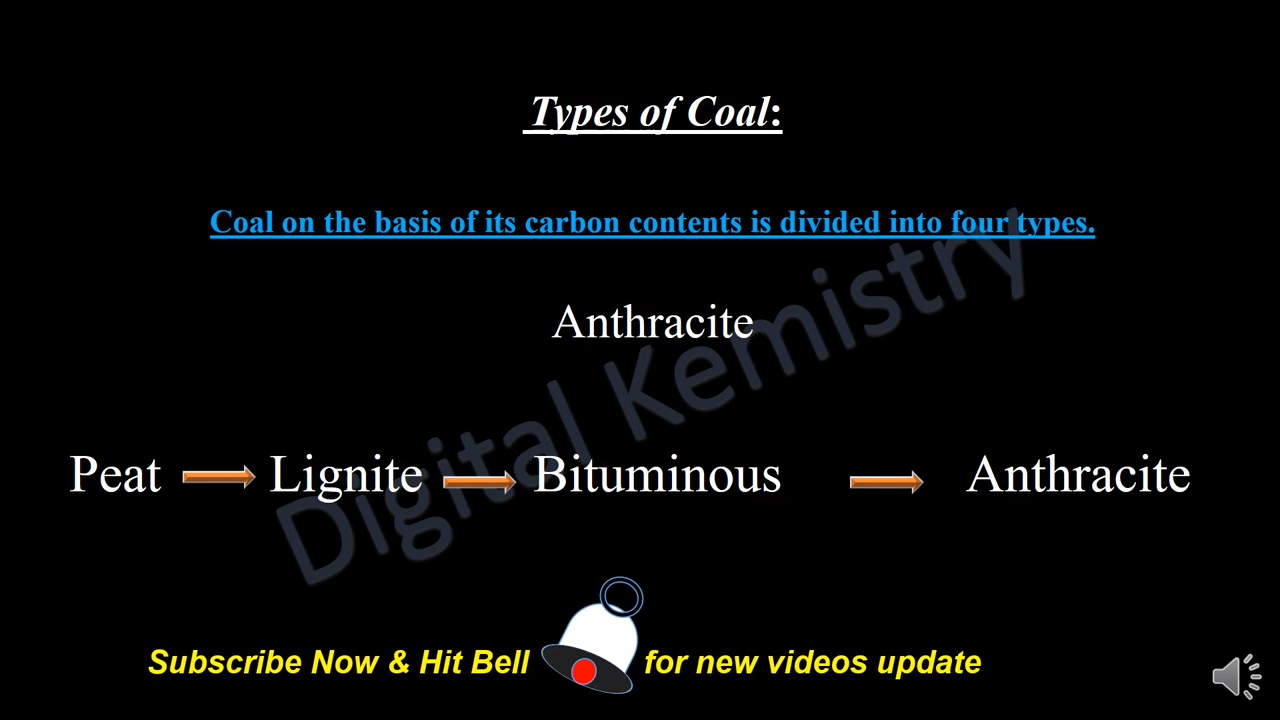 Types of Coal:
Coal on the basis of its carbon contents is divided into four types.
Anthracite
Digital Kemistry
Peat Lignite Bituminous Anthracite
Subscribe Now & Hit Bell for new videos update